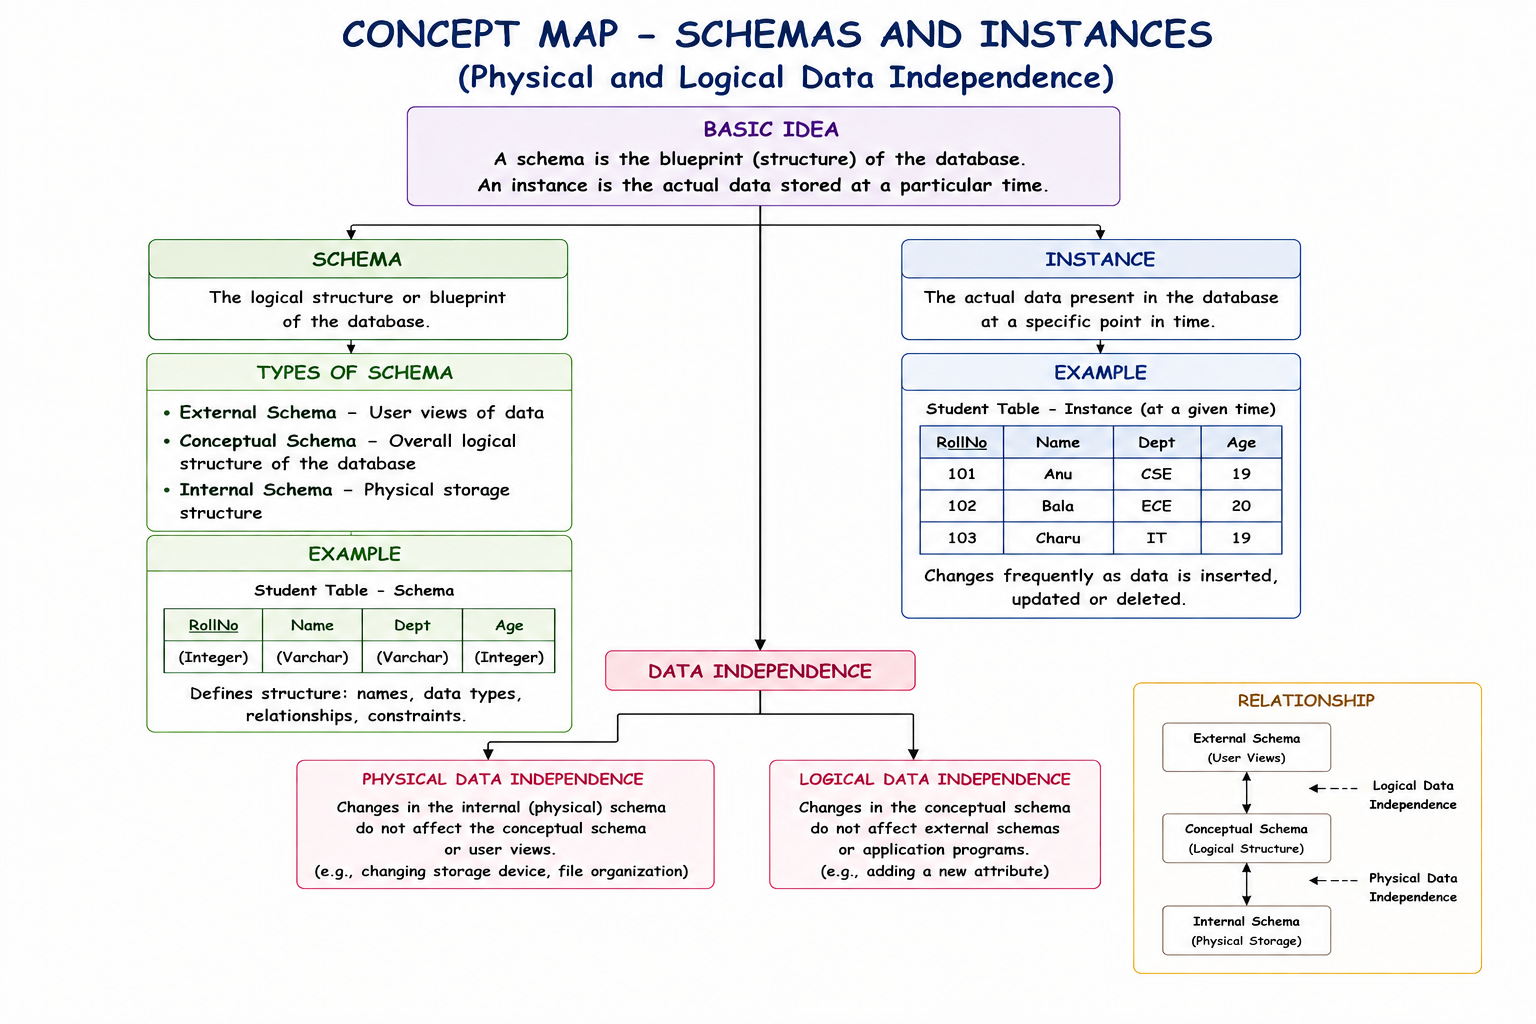 CONCEPT MAP – SCHEMAS AND INSTANCES
(Physical and Logical Data Independence)
BASIC IDEA
A schema is the blueprint (structure) of the database.
An instance is the actual data stored at a particular time.
SCHEMA
The logical structure or blueprint
of the database.
TYPES OF SCHEMA
• External Schema – User views of data
• Conceptual Schema – Overall logical
structure of the database
• Internal Schema – Physical storage
structure
EXAMPLE
Student Table – Schema
RollNo Name Dept Age
(Integer) (Varchar) (Varchar) (Integer)
Defines structure: names, data types,
relationships, constraints.
INSTANCE
The actual data present in the database
at a specific point in time.
EXAMPLE
Student Table – Instance (at a given time)
RollNo Name Dept Age
101 Anu CSE 19
102 Bala ECE 20
103 Charu IT 19
Changes frequently as data is inserted,
updated or deleted.
DATA INDEPENDENCE
PHYSICAL DATA INDEPENDENCE
Changes in the internal (physical) schema
do not affect the conceptual schema
or user views.
(e.g., changing storage device, file organization)
LOGICAL DATA INDEPENDENCE
Changes in the conceptual schema
do not affect external schemas
or application programs.
(e.g., adding a new attribute)
RELATIONSHIP
External Schema
(User Views)
Logical Data
Independence
Conceptual Schema
(Logical Structure)
Physical Data
Independence
Internal Schema
(Physical Storage)